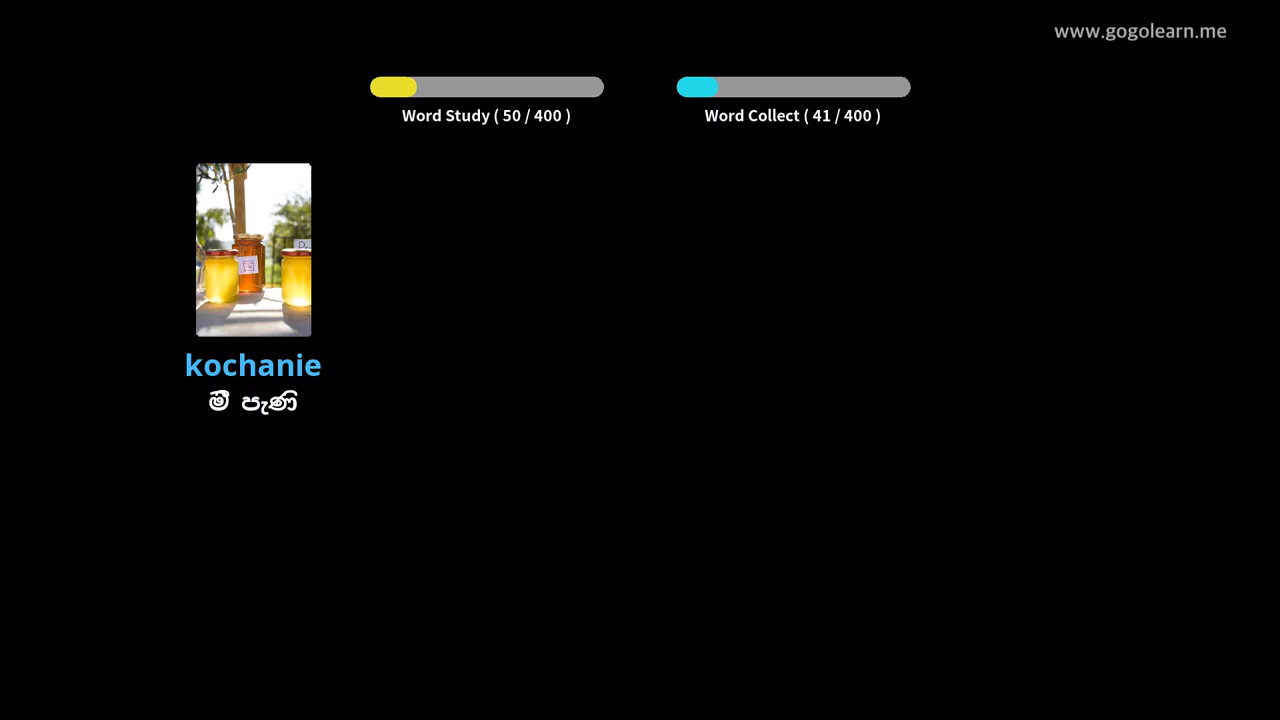 www.gogolearn.me
Word Study ( 50 / 400 )
Word Collect ( 41 / 400 )
kochanie
මී පැණි